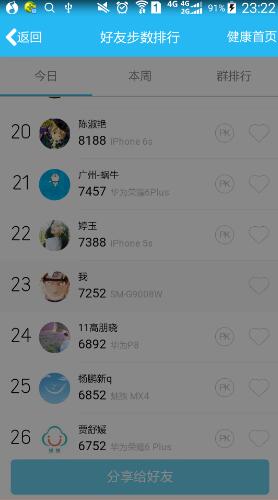 4G 4G 2G 91% 23:22
返回 好友步数排行 健康首页
今日 本周 群排行
20 陈淑艳 PK
8188 iPhone 6s
21 广州-蜗牛 PK
7457 华为荣耀6Plus
22 婷玉 PK
7388 iPhone 5s
23 我
7252 SM-G9008W
24 11高朋晓 PK
6892 华为P8
25 杨鹏新q PK
6852 魅族 MX4
26 贾舒媛 PK
6752 华为荣耀6 Plus
分享给好友